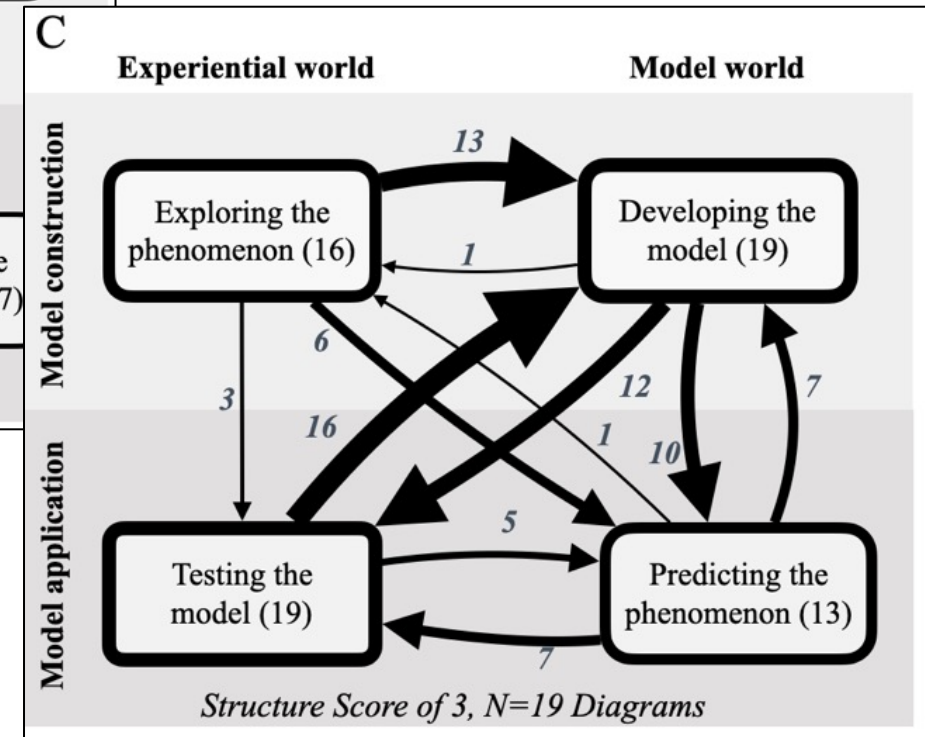 C
Experiential world
Model world
Model construction
13
Exploring the
phenomenon (16)
Developing the
model (19)
1
e
7)
6
3
12
7
16
1
10
Model application
5
Testing the
model (19)
Predicting the
phenomenon (13)
7
Structure Score of 3, N=19 Diagrams